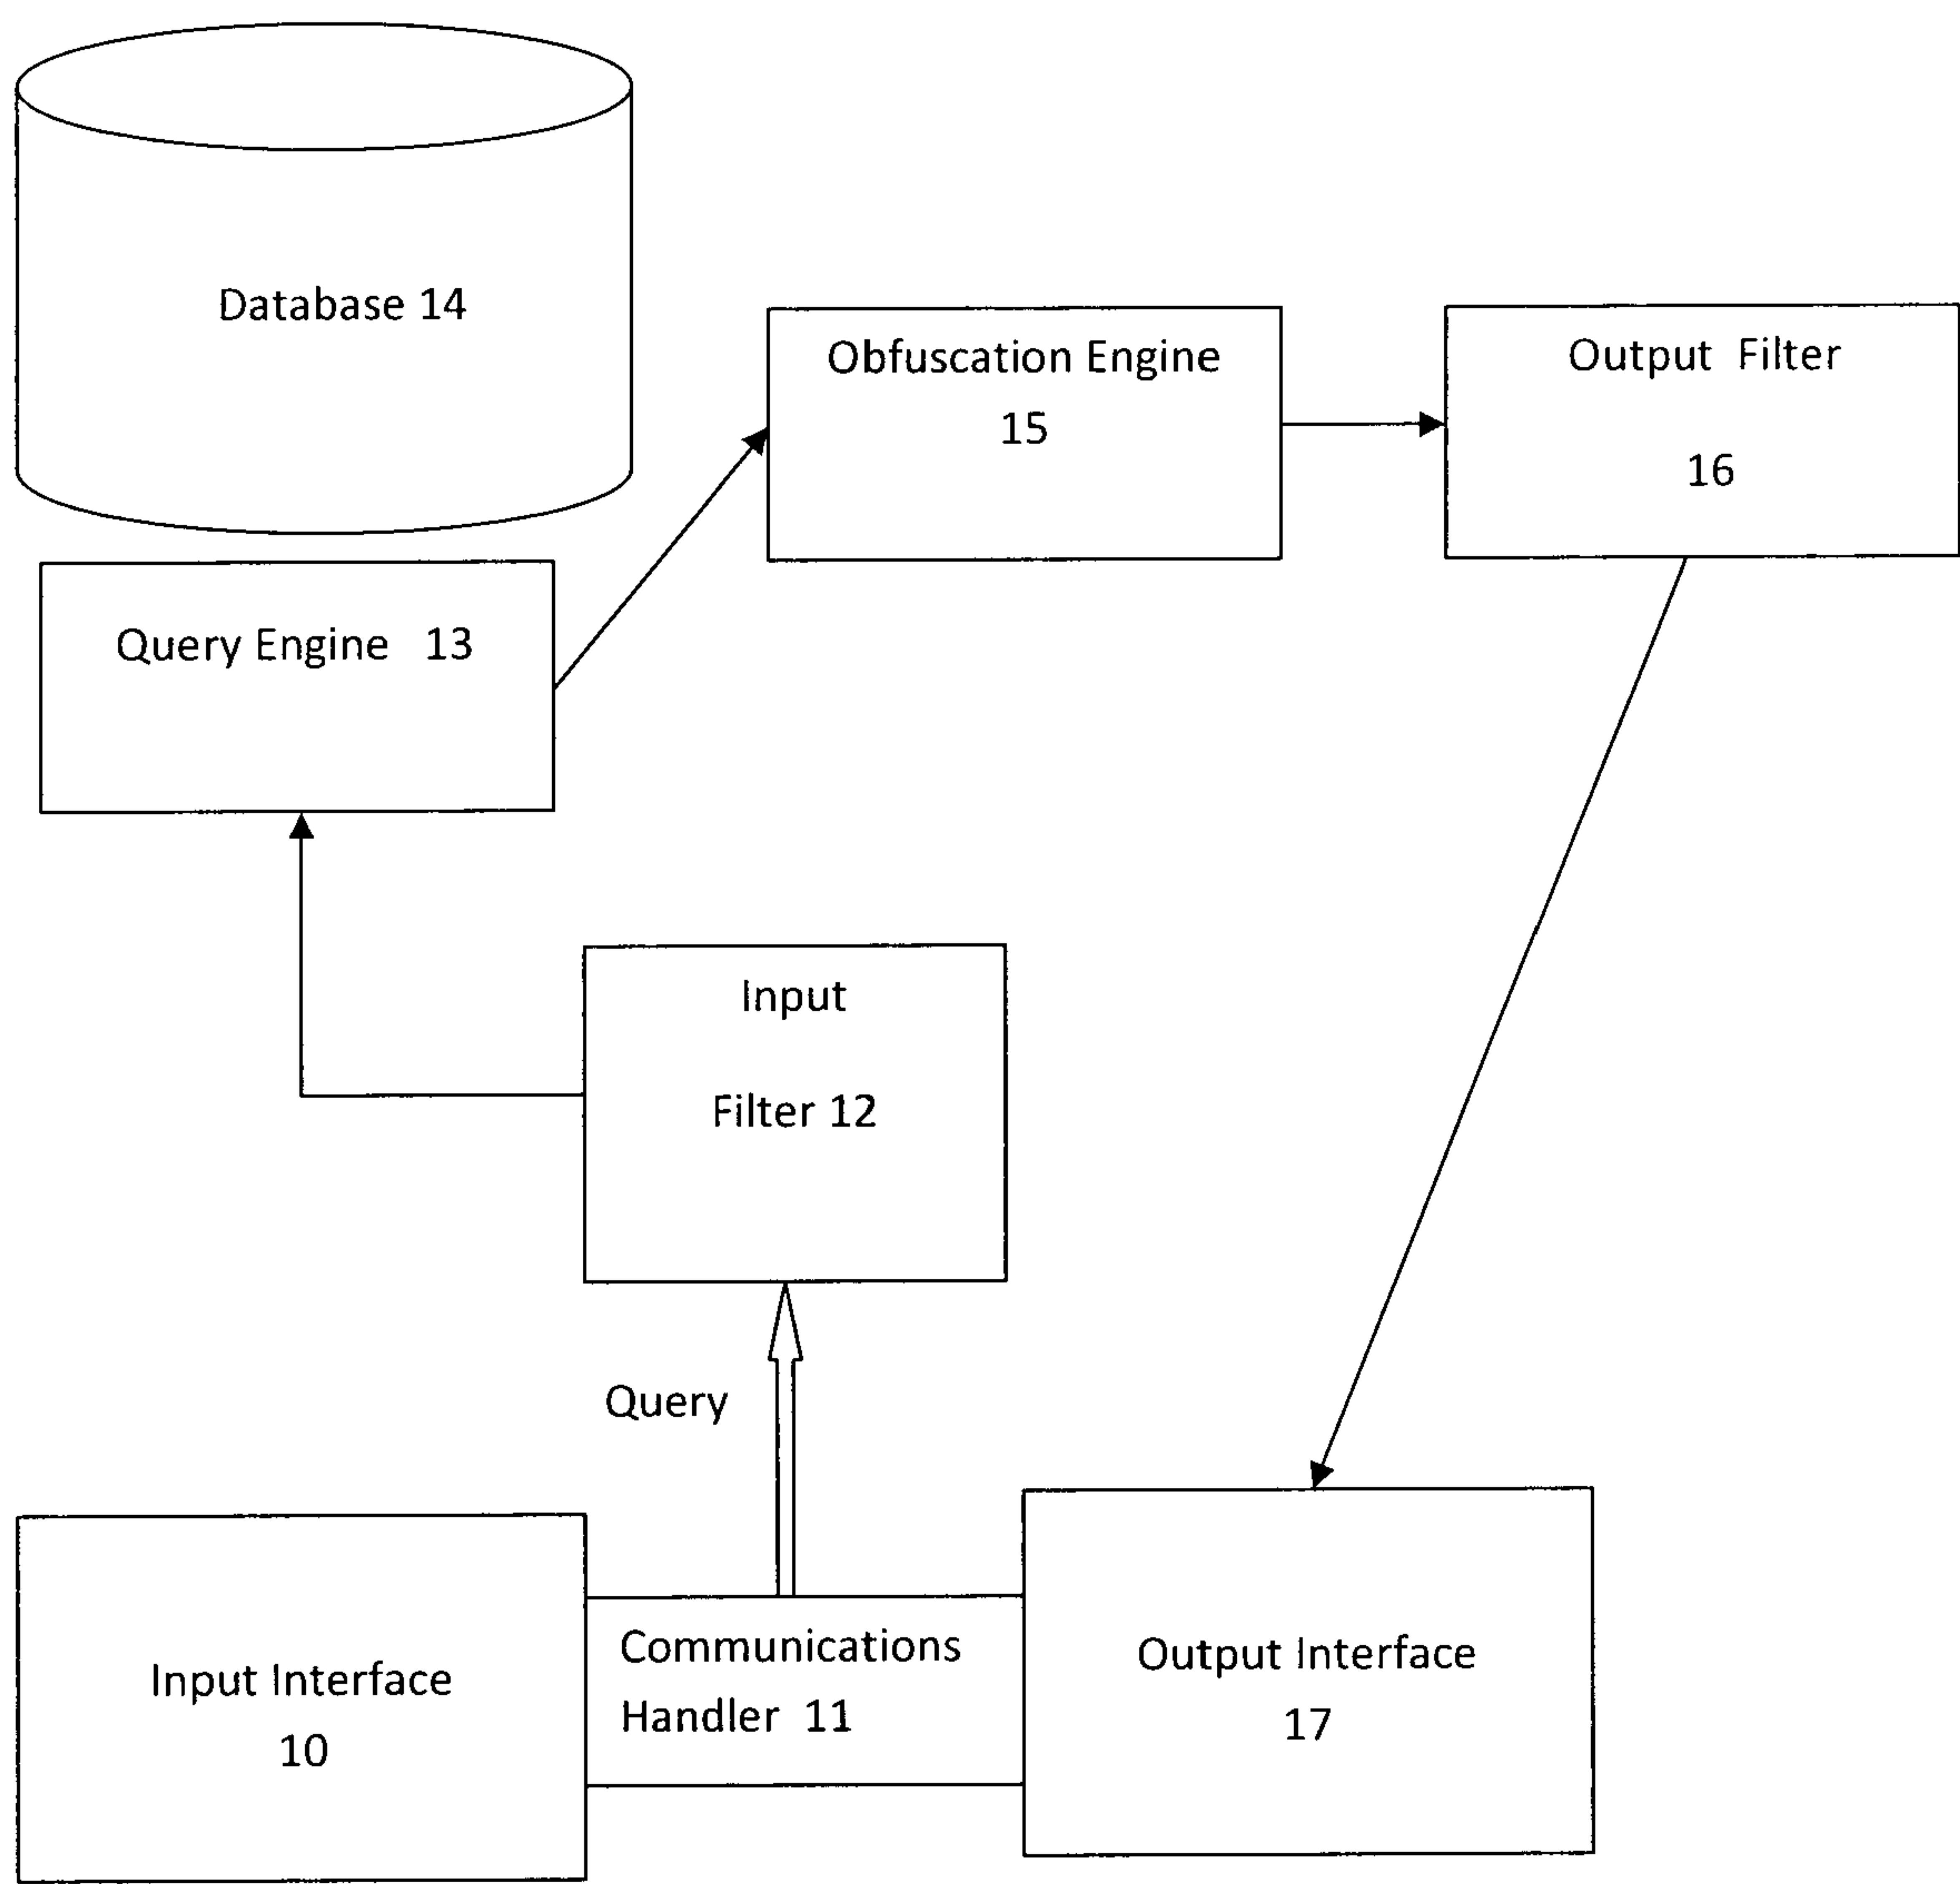 Database 14
Obfuscation Engine
15
Output Filter
16
Query Engine 13
Input
Filter 12
Query
Input Interface
10
Communications
Handler 11
Output Interface
17